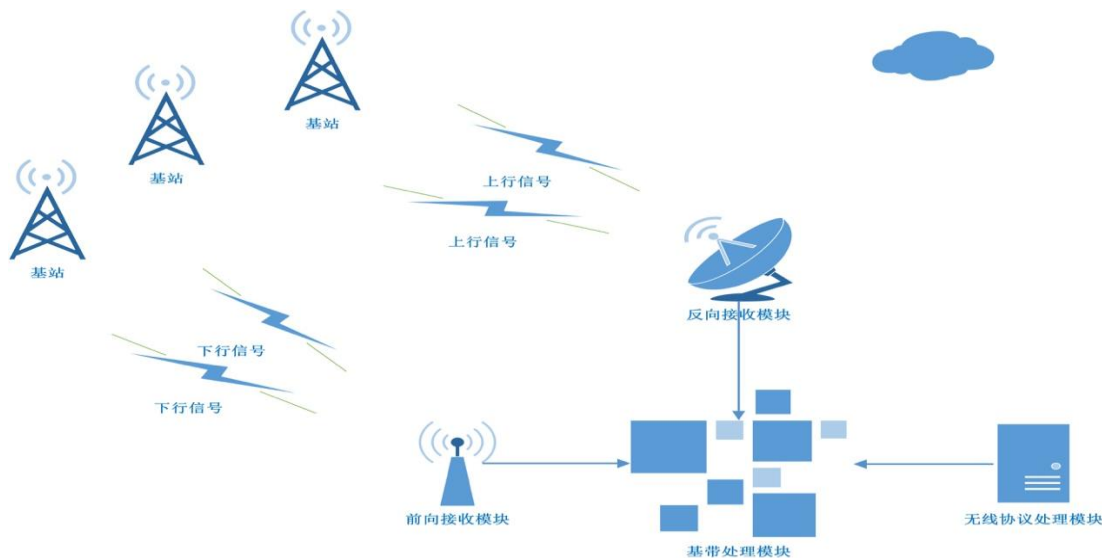 基站
基站
上行信号
上行信号
基站
反向接收模块
下行信号
下行信号
前向接收模块
无线协议处理模块
基带处理模块